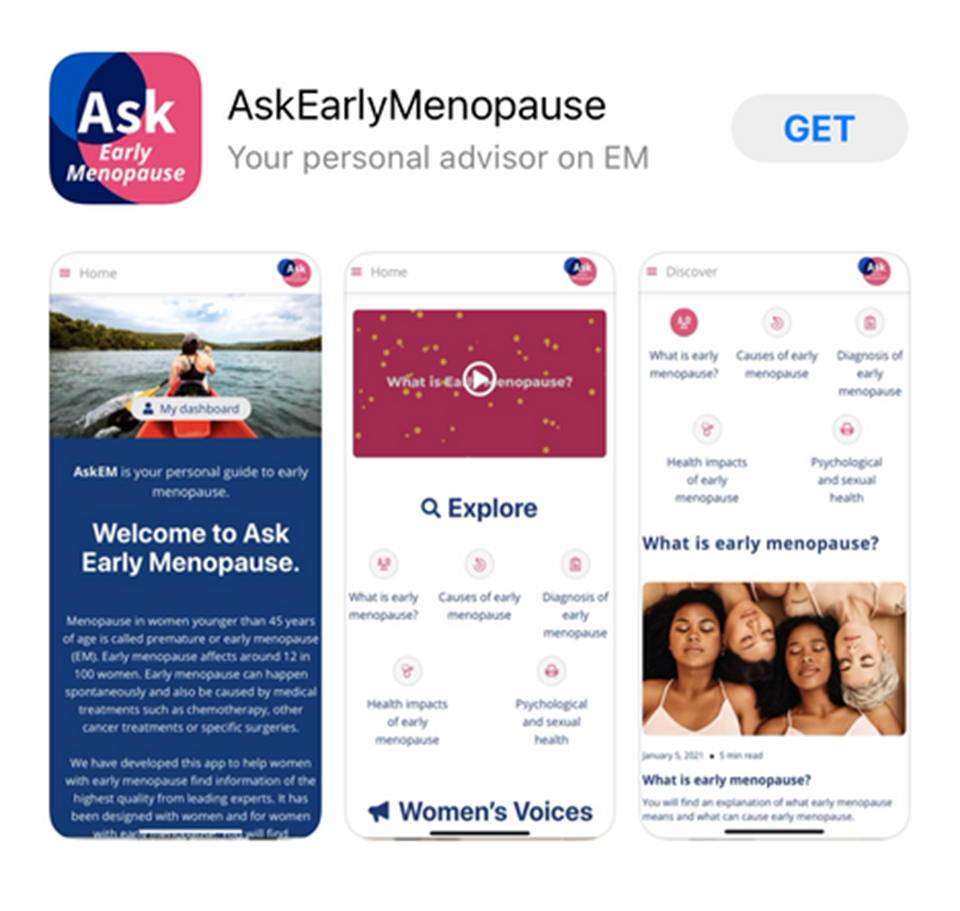 Ask
Early
Menopause
AskEarlyMenopause
Your personal advisor on EM
GET
Home
Ask
My dashboard
AskEM is your personal guide to early
menopause.
Welcome to Ask
Early Menopause.
Menopause in women younger than 45 years
of age is called premature or early menopause
(EM). Early menopause affects around 12 in
100 women. Early menopause can happen
spontaneously and also be caused by medical
treatments such as chemotherapy, other
cancer treatments or specific surgeries.
We have developed this app to help women
with early menopause find information of the
highest quality from leading experts. It has
been designed with women and for women
with early menopause. You will find
Home
Ask
What is Early Menopause?
Explore
What is early
menopause?
Causes of early
menopause
Diagnosis of
early
menopause
Health impacts
of early
menopause
Psychological
and sexual
health
Women's Voices
Discover
Ask
What is early
menopause?
Causes of early
menopause
Diagnosis of
early
menopause
Health impacts
of early
menopause
Psychological
and sexual
health
What is early menopause?
January 5, 2021 • 5 min read
What is early menopause?
You will find an explanation of what early menopause
means and what can cause early menopause.